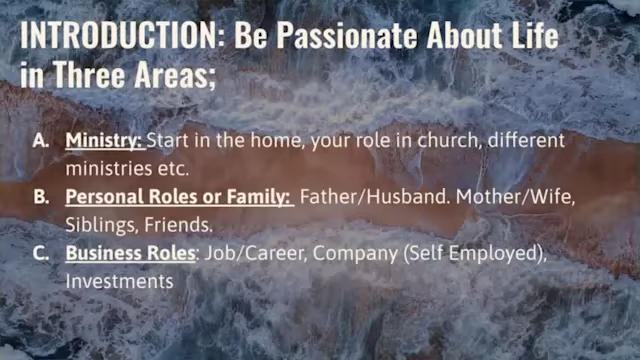 INTRODUCTION: Be Passionate About Life
in Three Areas;
A. Ministry: Start in the home, your role in church, different
ministries etc.
B. Personal Roles or Family: Father/Husband. Mother/Wife,
Siblings, Friends.
C. Business Roles: Job/Career, Company (Self Employed),
Investments